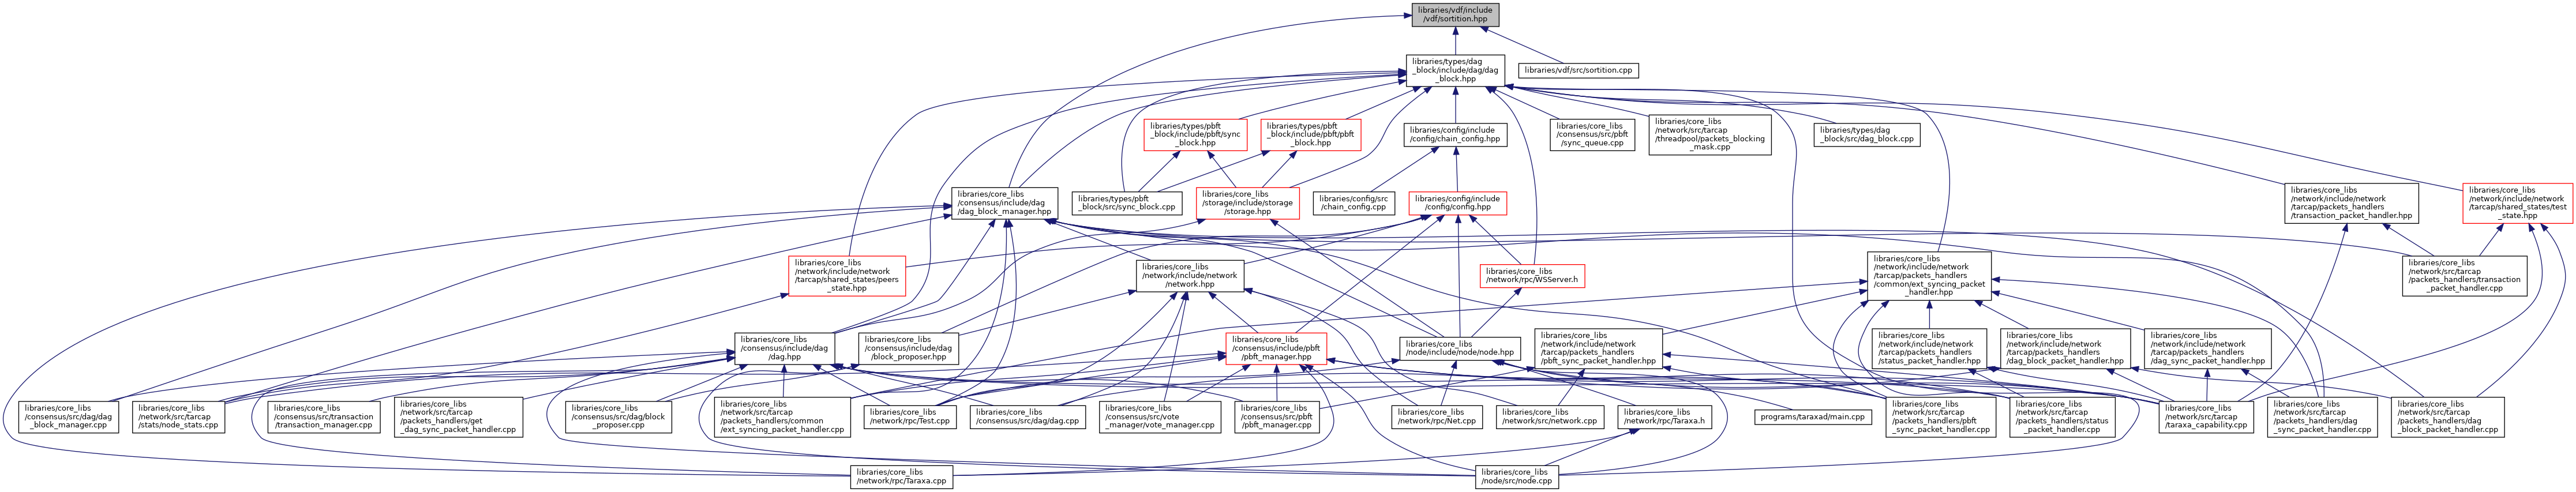 libraries/vdf/include
/vdf/sortition.hpp
libraries/types/dag
_block/include/dag/dag
_block.hpp
libraries/vdf/src/sortition.cpp
libraries/types/pbft
_block/include/pbft/sync
_block.hpp
libraries/types/pbft
_block/include/pbft/pbft
_block.hpp
libraries/config/include
/config/chain_config.hpp
libraries/core_libs
/consensus/src/pbft
/sync_queue.cpp
libraries/core_libs
/network/src/tarcap
/threadpool/packets_blocking
_mask.cpp
libraries/types/dag
_block/src/dag_block.cpp
libraries/core_libs
/consensus/include/dag
/dag_block_manager.hpp
libraries/types/pbft
_block/src/sync_block.cpp
libraries/core_libs
/storage/include/storage
/storage.hpp
libraries/config/src
/chain_config.cpp
libraries/config/include
/config/config.hpp
libraries/core_libs
/network/include/network
/tarcap/packets_handlers
/transaction_packet_handler.hpp
libraries/core_libs
/network/include/network
/tarcap/shared_states/test
_state.hpp
libraries/core_libs
/network/include/network
/tarcap/shared_states/peers
_state.hpp
libraries/core_libs
/network/include/network
/network.hpp
libraries/core_libs
/network/rpc/WSServer.h
libraries/core_libs
/network/include/network
/tarcap/packets_handlers
/common/ext_syncing_packet
_handler.hpp
libraries/core_libs
/network/src/tarcap
/packets_handlers/transaction
_packet_handler.cpp
libraries/core_libs
/consensus/include/dag
/dag.hpp
libraries/core_libs
/consensus/include/dag
/block_proposer.hpp
libraries/core_libs
/consensus/include/pbft
/pbft_manager.hpp
libraries/core_libs
/node/include/node/node.hpp
libraries/core_libs
/network/include/network
/tarcap/packets_handlers
/pbft_sync_packet_handler.hpp
libraries/core_libs
/network/include/network
/tarcap/packets_handlers
/status_packet_handler.hpp
libraries/core_libs
/network/include/network
/tarcap/packets_handlers
/dag_block_packet_handler.hpp
libraries/core_libs
/network/include/network
/tarcap/packets_handlers
/dag_sync_packet_handler.hpp
libraries/core_libs
/consensus/src/dag/dag
_block_manager.cpp
libraries/core_libs
/network/src/tarcap
/stats/node_stats.cpp
libraries/core_libs
/consensus/src/transaction
/transaction_manager.cpp
libraries/core_libs
/network/src/tarcap
/packets_handlers/get
_dag_sync_packet_handler.cpp
libraries/core_libs
/consensus/src/dag/block
_proposer.cpp
libraries/core_libs
/network/src/tarcap
/packets_handlers/common
/ext_syncing_packet_handler.cpp
libraries/core_libs
/network/rpc/Test.cpp
libraries/core_libs
/consensus/src/dag/dag.cpp
libraries/core_libs
/consensus/src/vote
_manager/vote_manager.cpp
libraries/core_libs
/consensus/src/pbft
/pbft_manager.cpp
libraries/core_libs
/network/rpc/Net.cpp
libraries/core_libs
/network/src/network.cpp
libraries/core_libs
/network/rpc/Taraxa.h
programs/taraxad/main.cpp
libraries/core_libs
/network/src/tarcap
/packets_handlers/pbft
_sync_packet_handler.cpp
libraries/core_libs
/network/src/tarcap
/packets_handlers/status
_packet_handler.cpp
libraries/core_libs
/network/src/tarcap
/taraxa_capability.cpp
libraries/core_libs
/network/src/tarcap
/packets_handlers/dag
_sync_packet_handler.cpp
libraries/core_libs
/network/src/tarcap
/packets_handlers/dag
_block_packet_handler.cpp
libraries/core_libs
/network/rpc/Taraxa.cpp
libraries/core_libs
/node/src/node.cpp